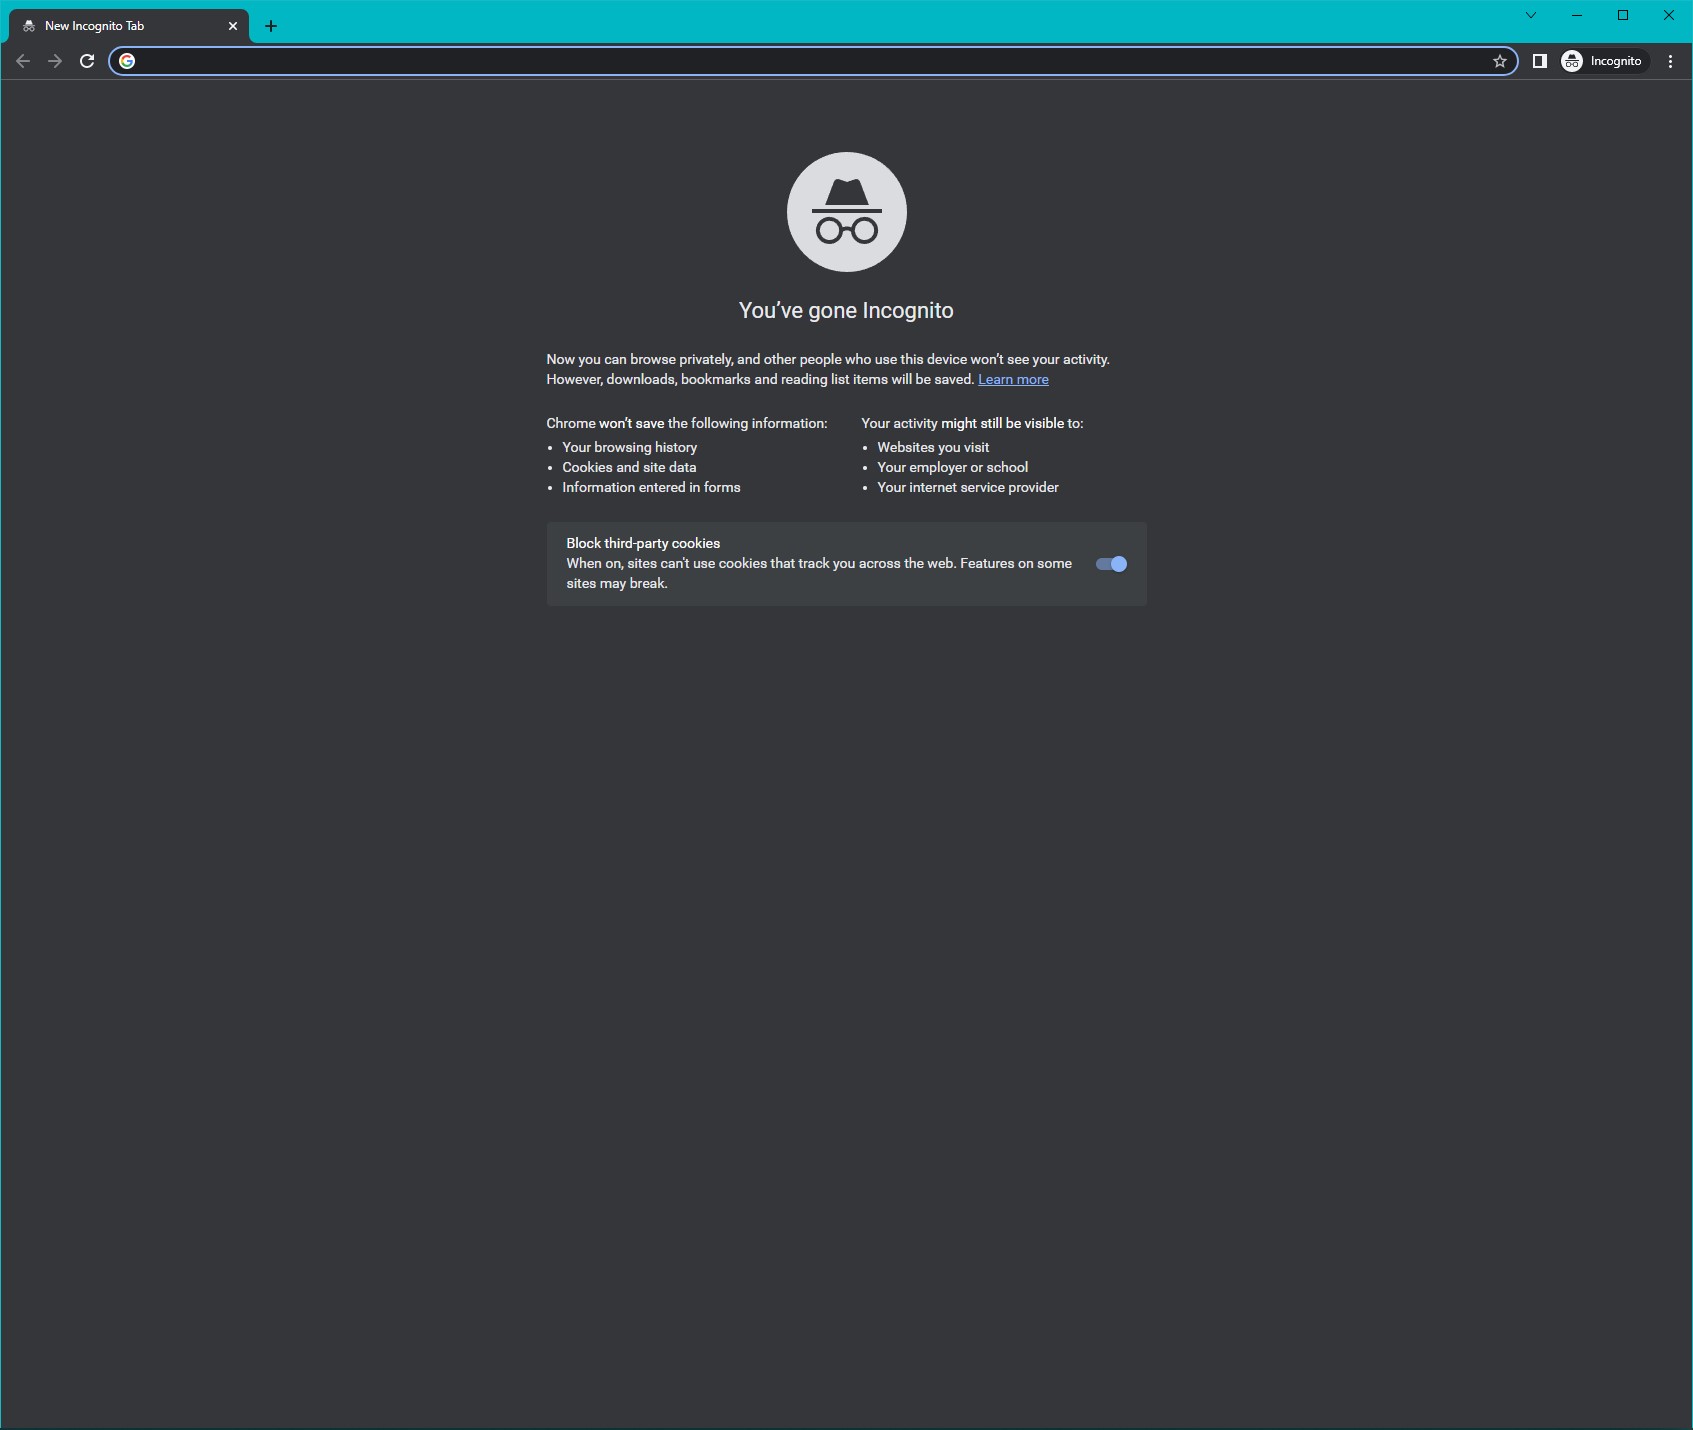 New Incognito Tab
Incognito
You’ve gone Incognito
Now you can browse privately, and other people who use this device won’t see your activity.
However, downloads, bookmarks and reading list items will be saved. Learn more
Chrome won’t save the following information:
• Your browsing history
• Cookies and site data
• Information entered in forms
Your activity might still be visible to:
• Websites you visit
• Your employer or school
• Your internet service provider
Block third-party cookies
When on, sites can't use cookies that track you across the web. Features on some
sites may break.